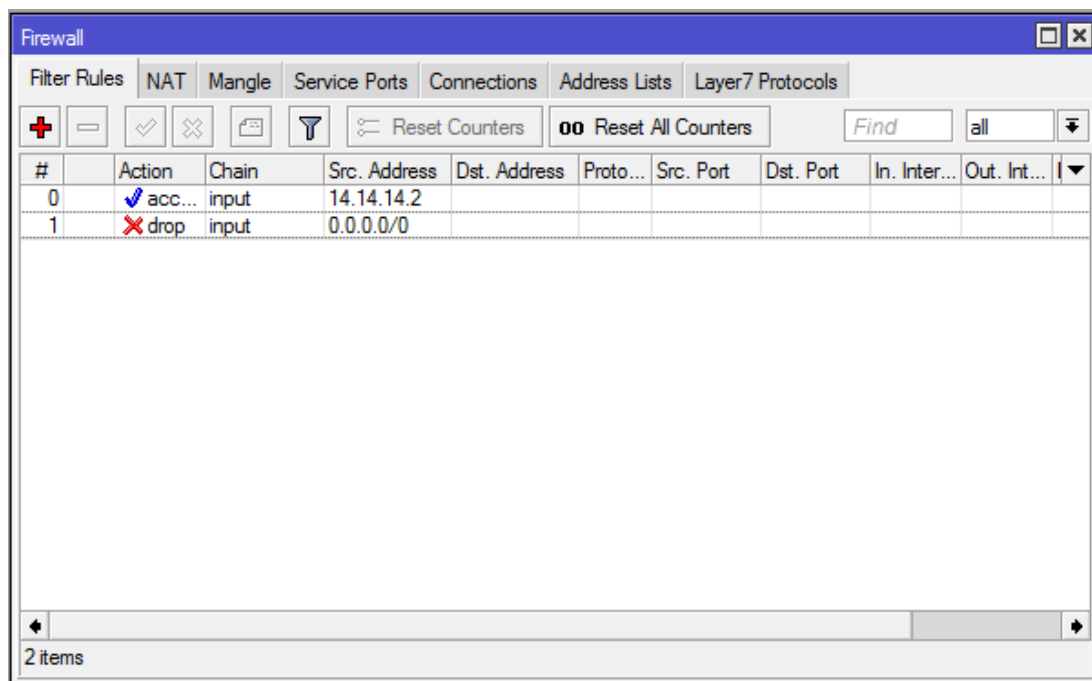 Firewall
Filter Rules NAT Mangle Service Ports Connections Address Lists Layer7 Protocols
Reset Counters 00 Reset All Counters Find all
# Action Chain Src. Address Dst. Address Proto... Src. Port Dst. Port In. Inter... Out. Int...
0 acc... input 14.14.14.2
1 drop input 0.0.0.0/0
2 items